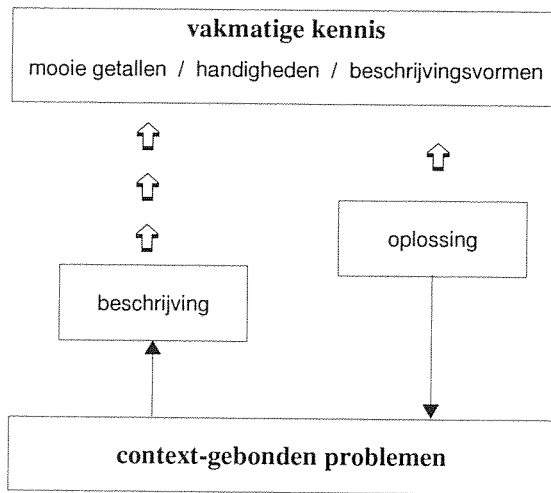 vakmatige kennis
mooie getallen / handigheden / beschrijvingsvormen
oplossing
beschrijving
context-gebonden problemen